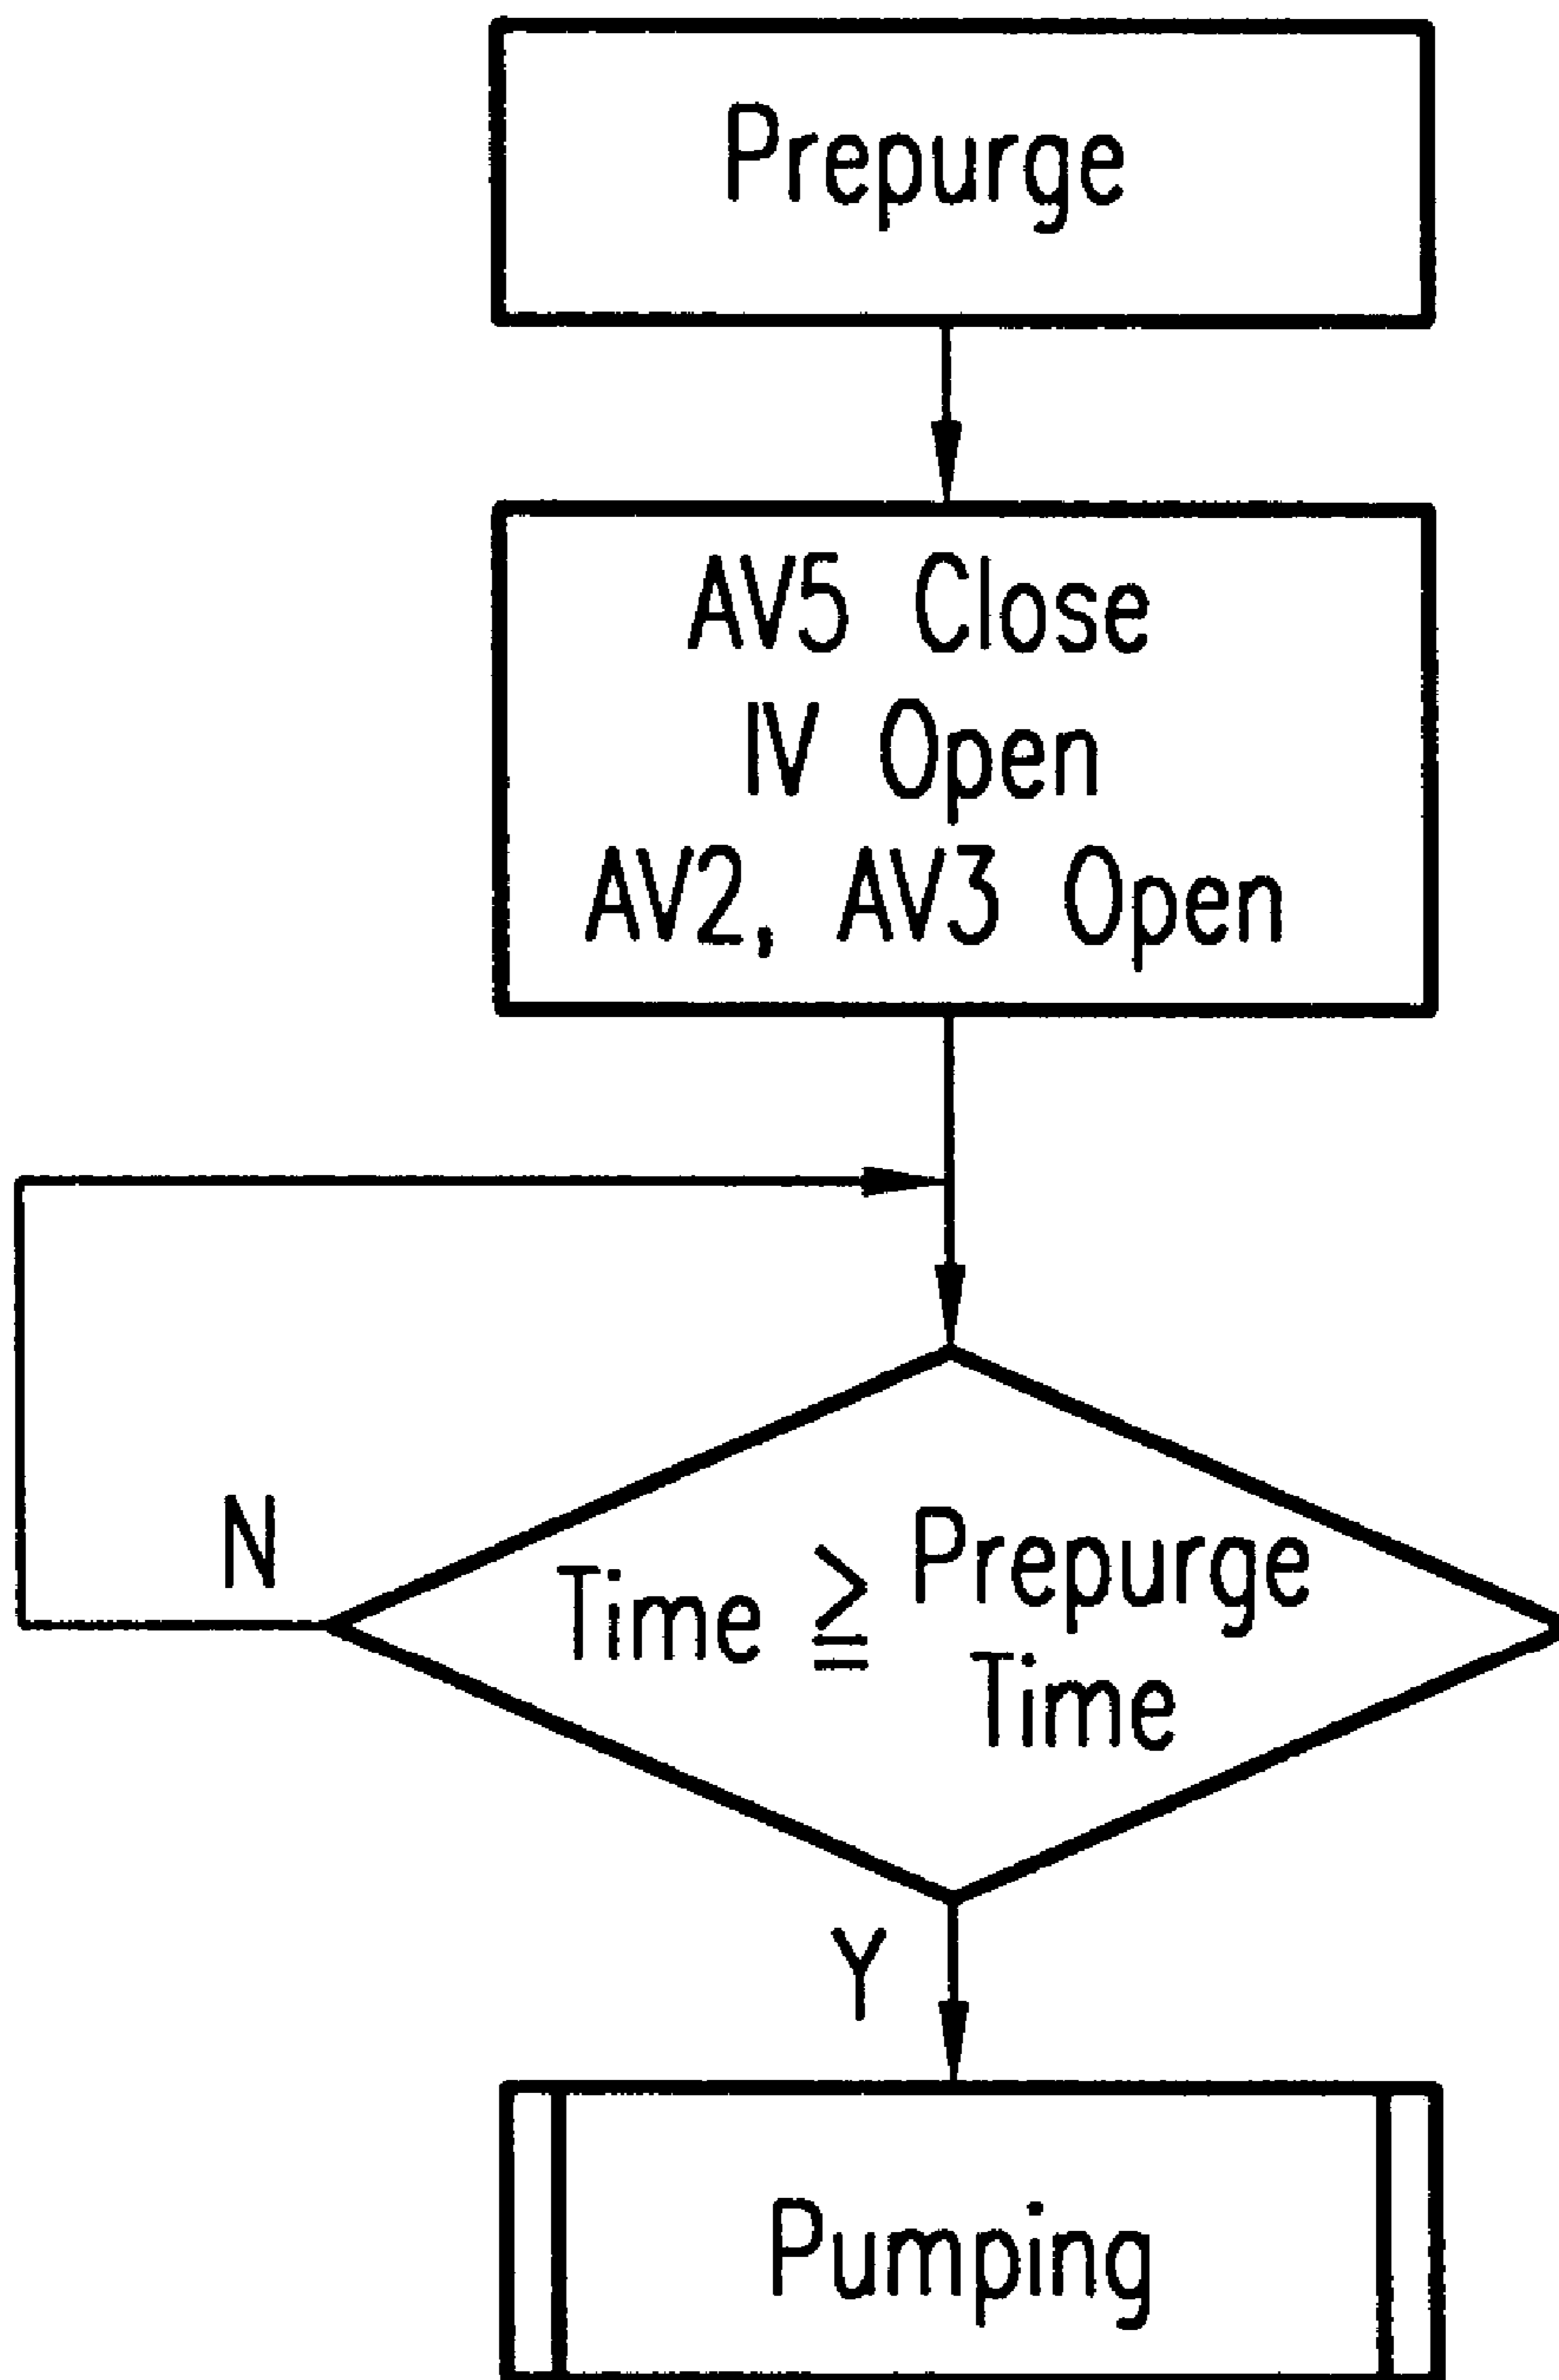 Prepurge
AV5 Close
IV Open
AV2, AV3 Open
N
Time ≧ Prepurge
Time
Y
Pumping